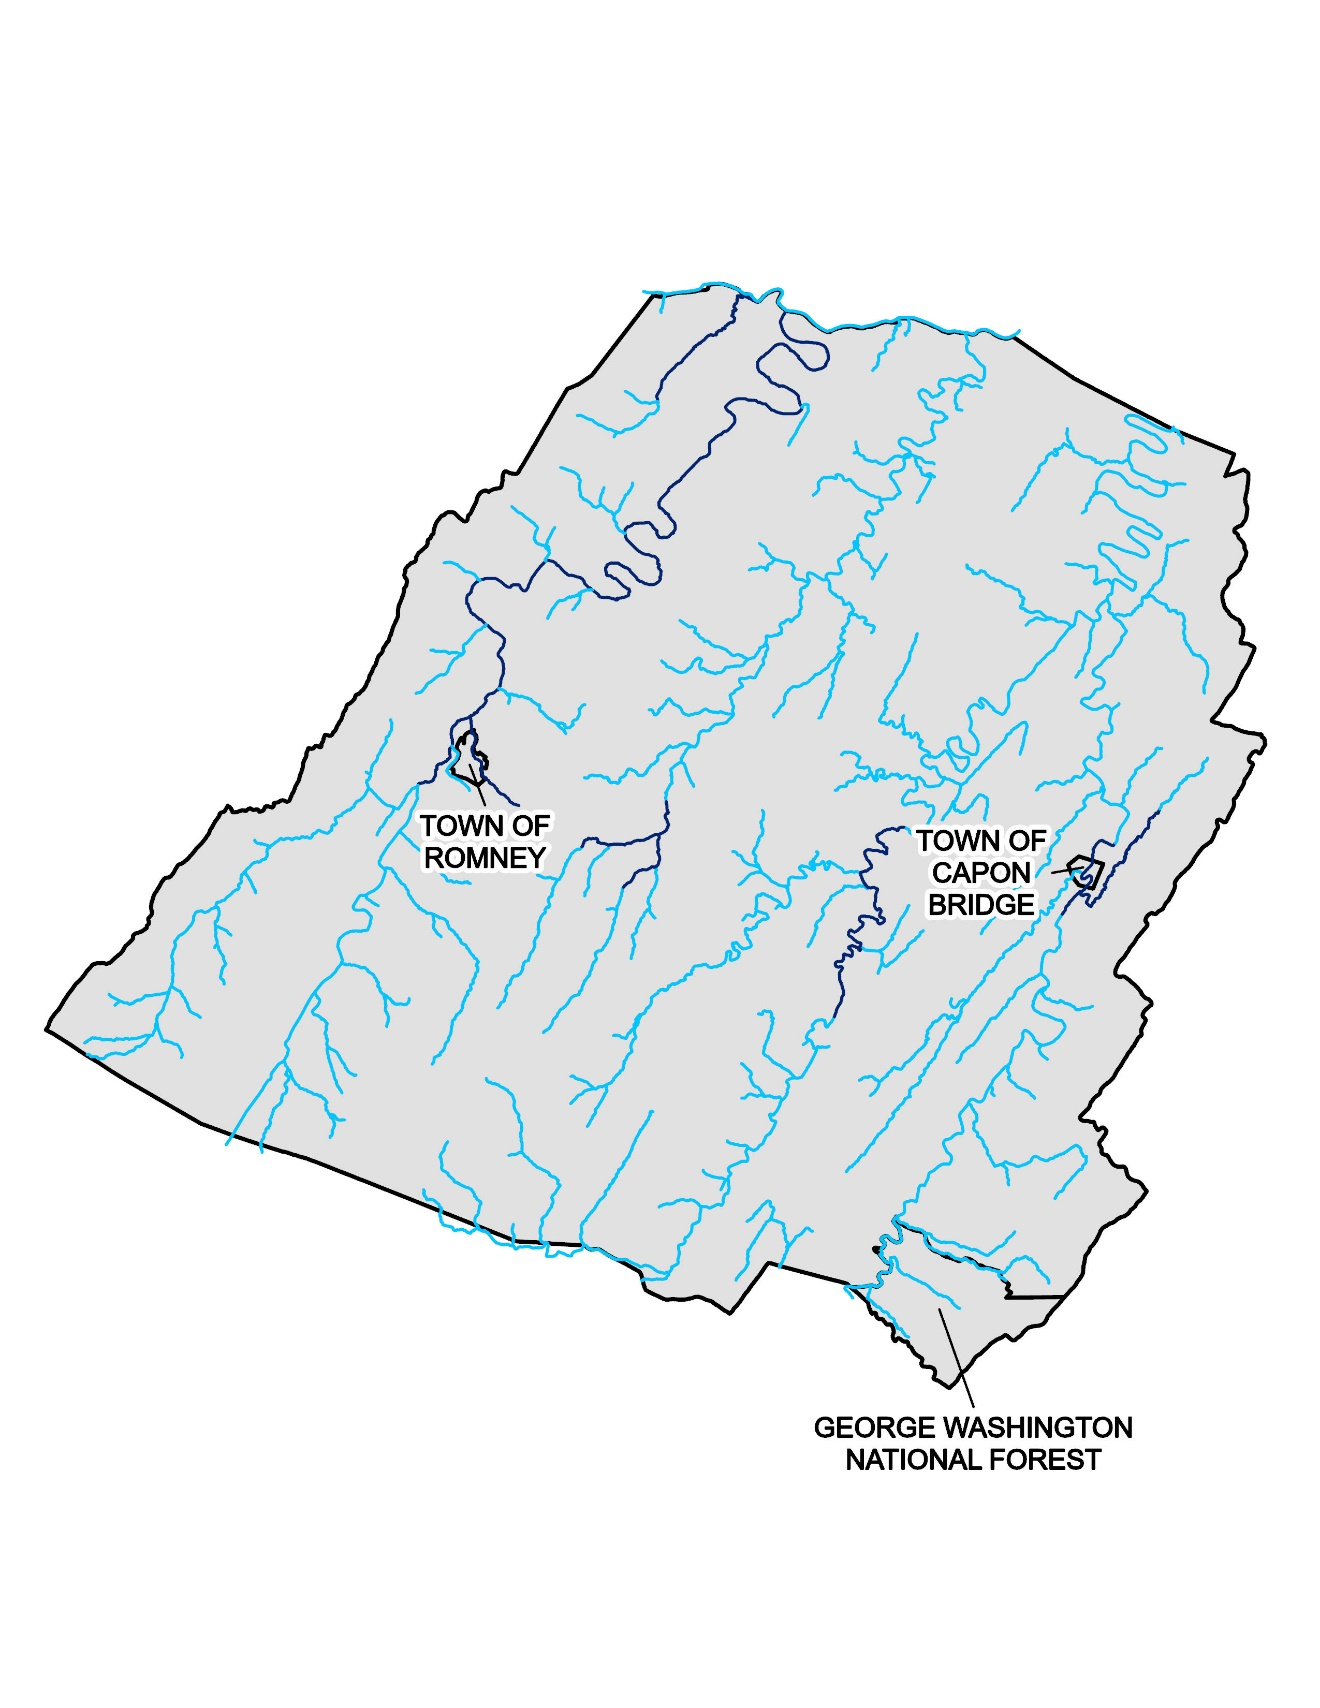 TOWN OF
ROMNEY
TOWN OF
CAPON
BRIDGE
GEORGE WASHINGTON
NATIONAL FOREST